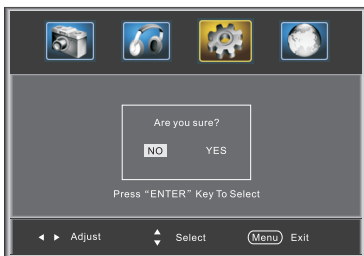 Are you sure?
NO YES
Press “ENTER” Key To Select
Adjust Select Menu Exit